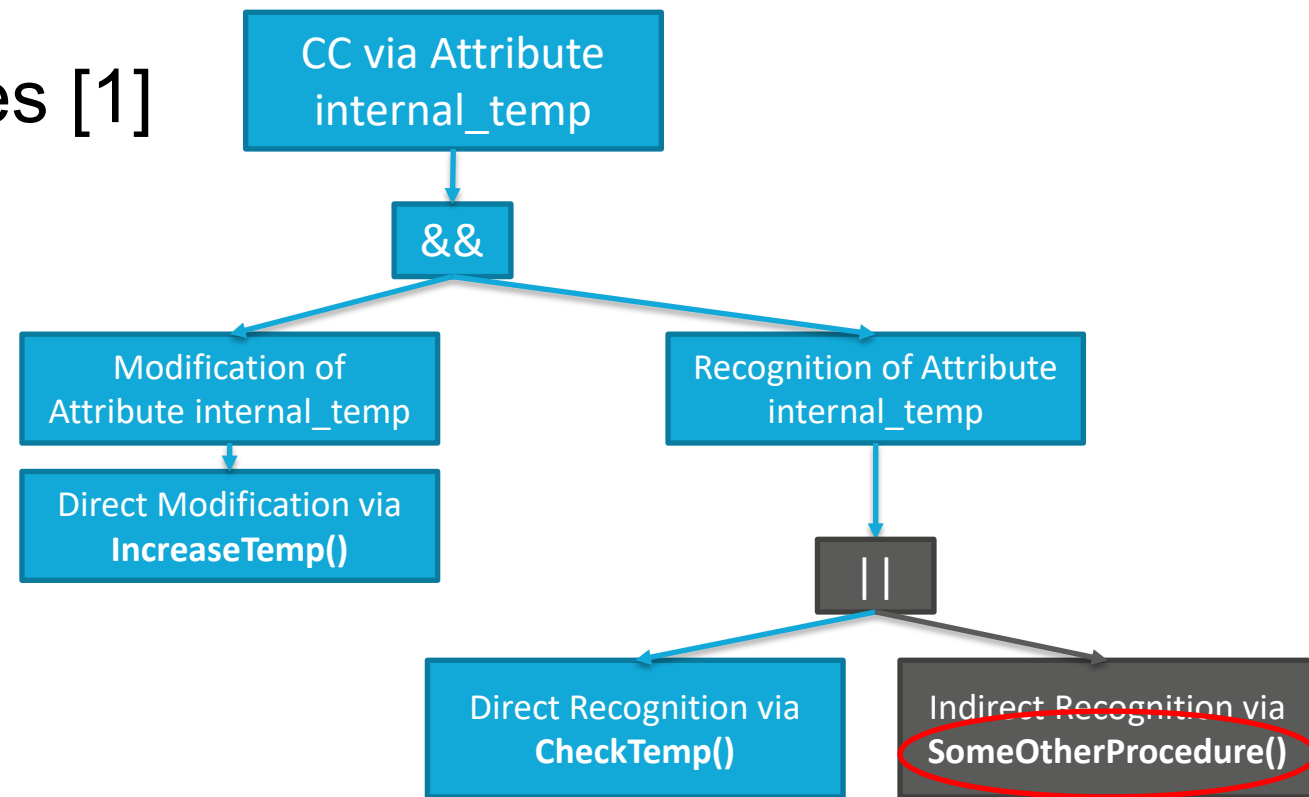 es [1]
CC via Attribute
internal_temp
&&
Modification of
Attribute internal_temp
Recognition of Attribute
internal_temp
Direct Modification via
IncreaseTemp()
||
Direct Recognition via
CheckTemp()
Indirect Recognition via
SomeOtherProcedure()